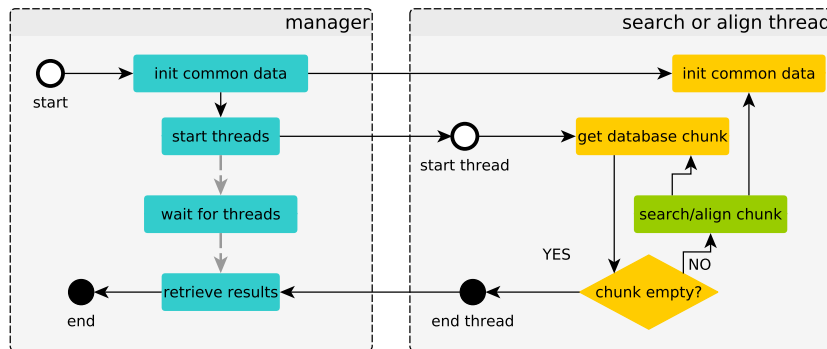 manager
search or align thread
init common data
init common data
start
start threads
get database chunk
start thread
wait for threads
search/align chunk
YES
NO
retrieve results
chunk empty?
end
end thread